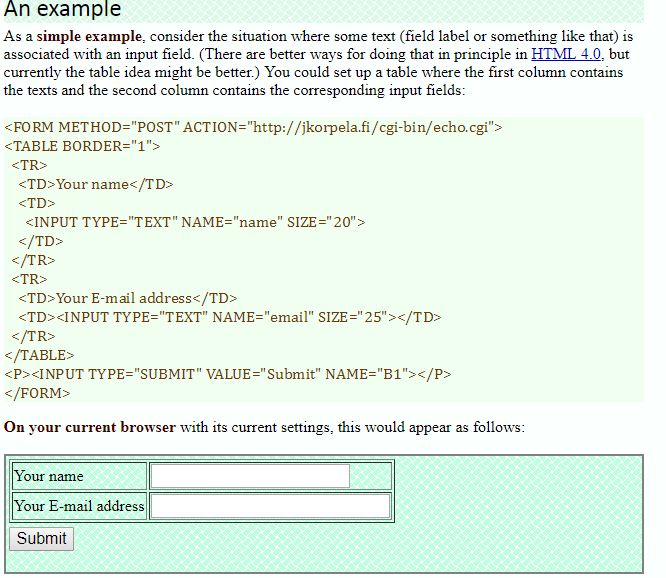 An example
As a simple example, consider the situation where some text (field label or something like that) is
associated with an input field. (There are better ways for doing that in principle in HTML 4.0, but
currently the table idea might be better.) You could set up a table where the first column contains
the texts and the second column contains the corresponding input fields:
<FORM METHOD="POST" ACTION="http://jkorpela.fi/cgi-bin/echo.cgi">
<TABLE BORDER="1">
<TR>
<TD>Your name</TD>
<TD>
<INPUT TYPE="TEXT" NAME="name" SIZE="20">
</TD>
</TR>
<TR>
<TD>Your E-mail address</TD>
<TD><INPUT TYPE="TEXT" NAME="email" SIZE="25"></TD>
</TR>
</TABLE>
<P><INPUT TYPE="SUBMIT" VALUE="Submit" NAME="B1"></P>
</FORM>
On your current browser with its current settings, this would appear as follows:
Your name
Your E-mail address
Submit